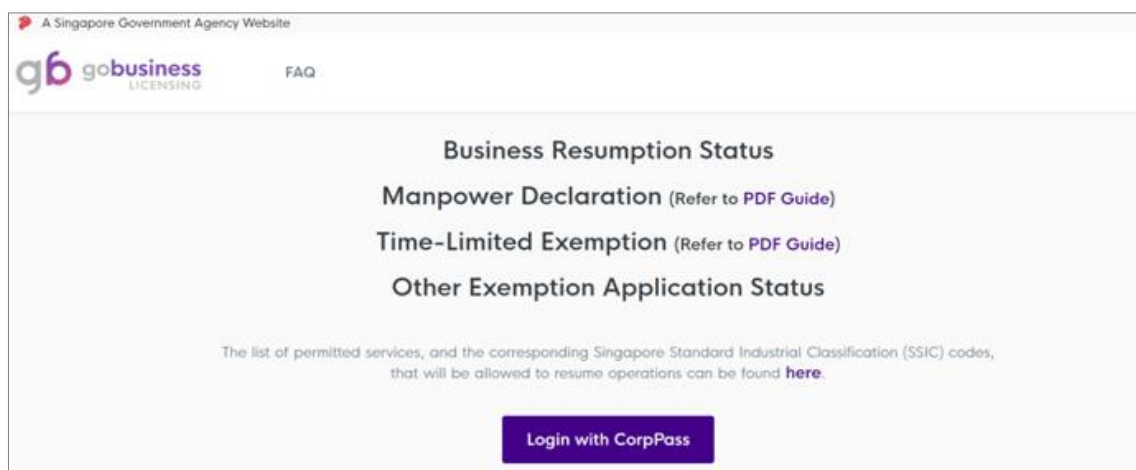 A Singapore Government Agency Website
gb gobusiness FAQ
LICENSING
Business Resumption Status
Manpower Declaration (Refer to PDF Guide)
Time-Limited Exemption (Refer to PDF Guide)
Other Exemption Application Status
The list of permitted services, and the corresponding Singapore Standard Industrial Classification (SSIC) codes,
that will be allowed to resume operations can be found here.
Login with CorpPass